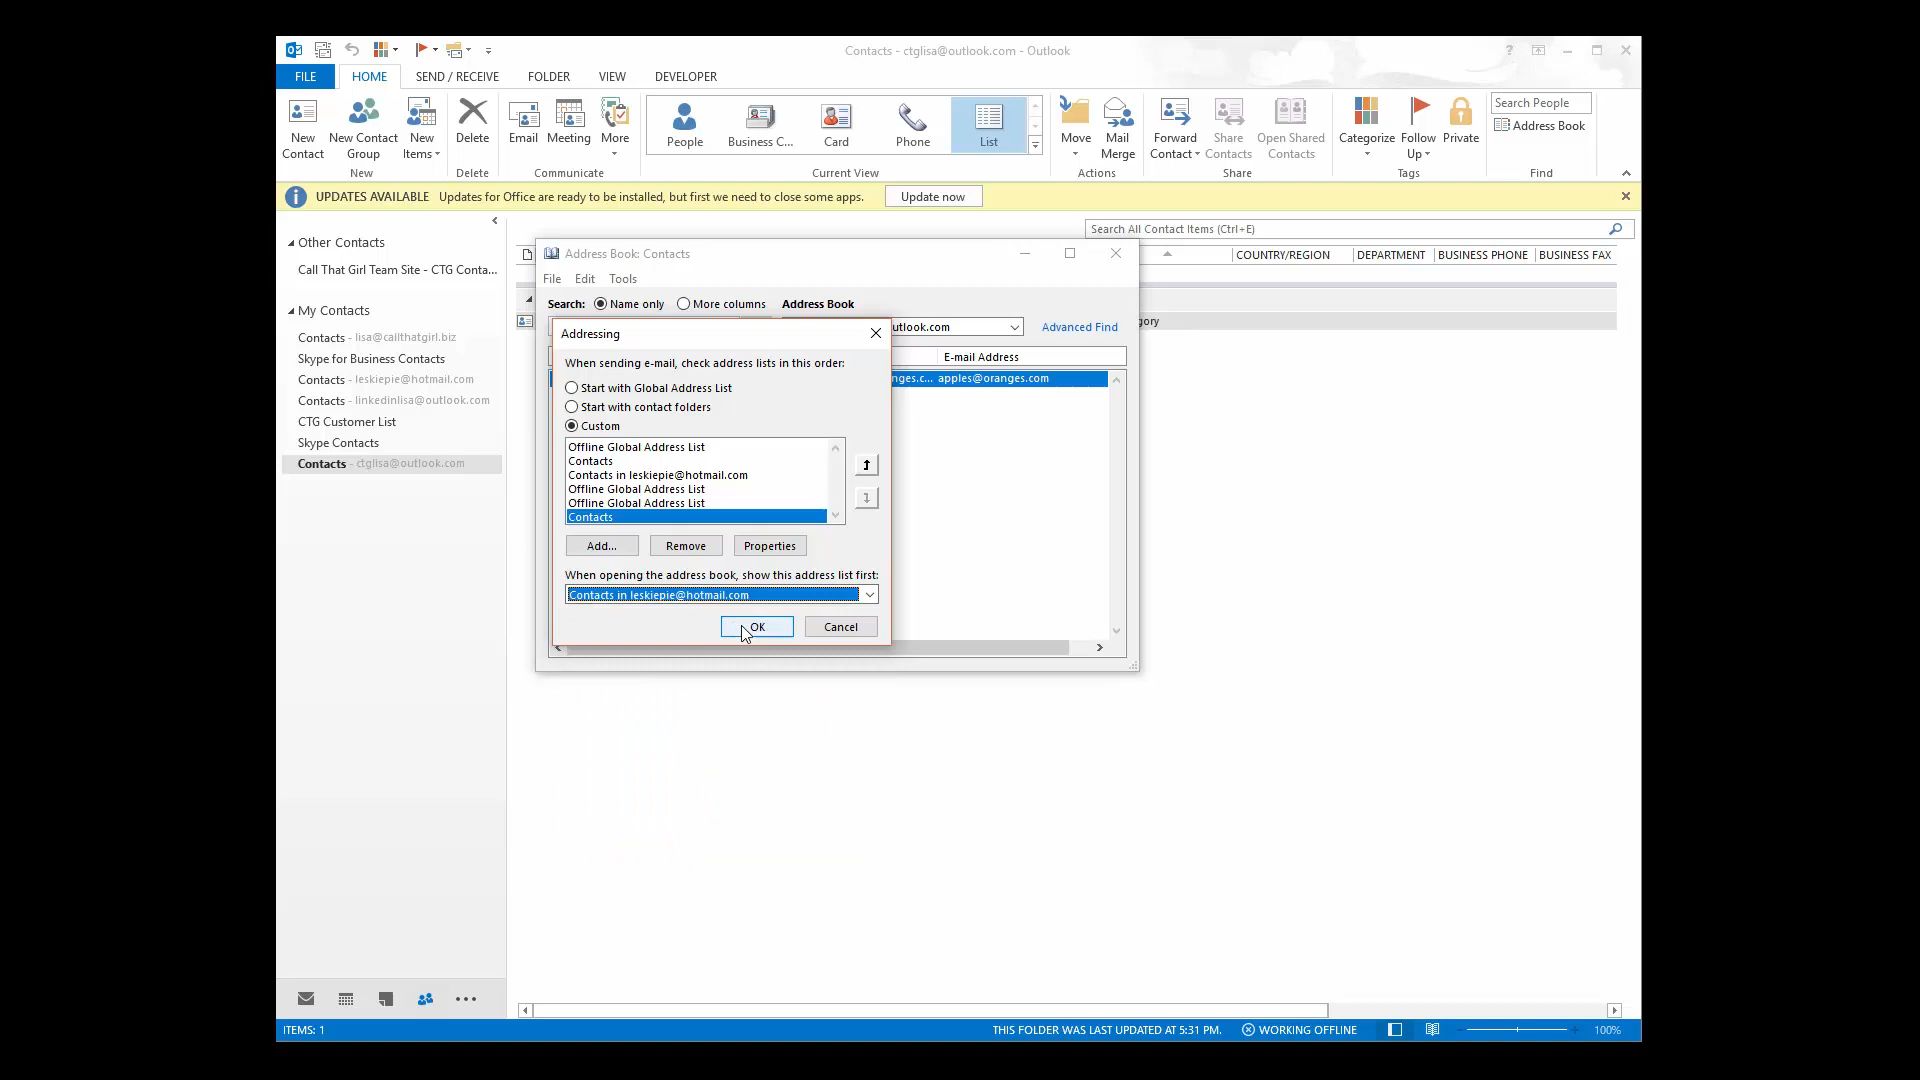 Contacts - ctglisa@outlook.com - Outlook
?
FILE
HOME
SEND / RECEIVE
FOLDER
VIEW
DEVELOPER
New Contact
New Contact Group
New Items
Delete
Email
Meeting
More
People
Business C...
Card
Phone
List
Move
Mail Merge
Forward Contact
Share Contacts
Open Shared Contacts
Categorize
Follow Up
Private
Search People
Address Book
New
Delete
Communicate
Current View
Actions
Share
Tags
Find
UPDATES AVAILABLE Updates for Office are ready to be installed, but first we need to close some apps.
Update now
Other Contacts
Call That Girl Team Site - CTG Conta...
My Contacts
Contacts - lisa@callthatgirl.biz
Skype for Business Contacts
Contacts - leskiepie@hotmail.com
Contacts - linkedinlisa@outlook.com
CTG Customer List
Skype Contacts
Contacts - ctglisa@outlook.com
Search All Contact Items (Ctrl+E)
COUNTRY/REGION
DEPARTMENT
BUSINESS PHONE
BUSINESS FAX
gory
Address Book: Contacts
File
Edit
Tools
Search:
Name only
More columns
Address Book
utlook.com
Advanced Find
E-mail Address
nges.c... apples@oranges.com
Addressing
When sending e-mail, check address lists in this order:
Start with Global Address List
Start with contact folders
Custom
Offline Global Address List
Contacts
Contacts in leskiepie@hotmail.com
Offline Global Address List
Offline Global Address List
Contacts
Add...
Remove
Properties
When opening the address book, show this address list first:
Contacts in leskiepie@hotmail.com
OK
Cancel
ITEMS: 1
THIS FOLDER WAS LAST UPDATED AT 5:31 PM.
WORKING OFFLINE
100%